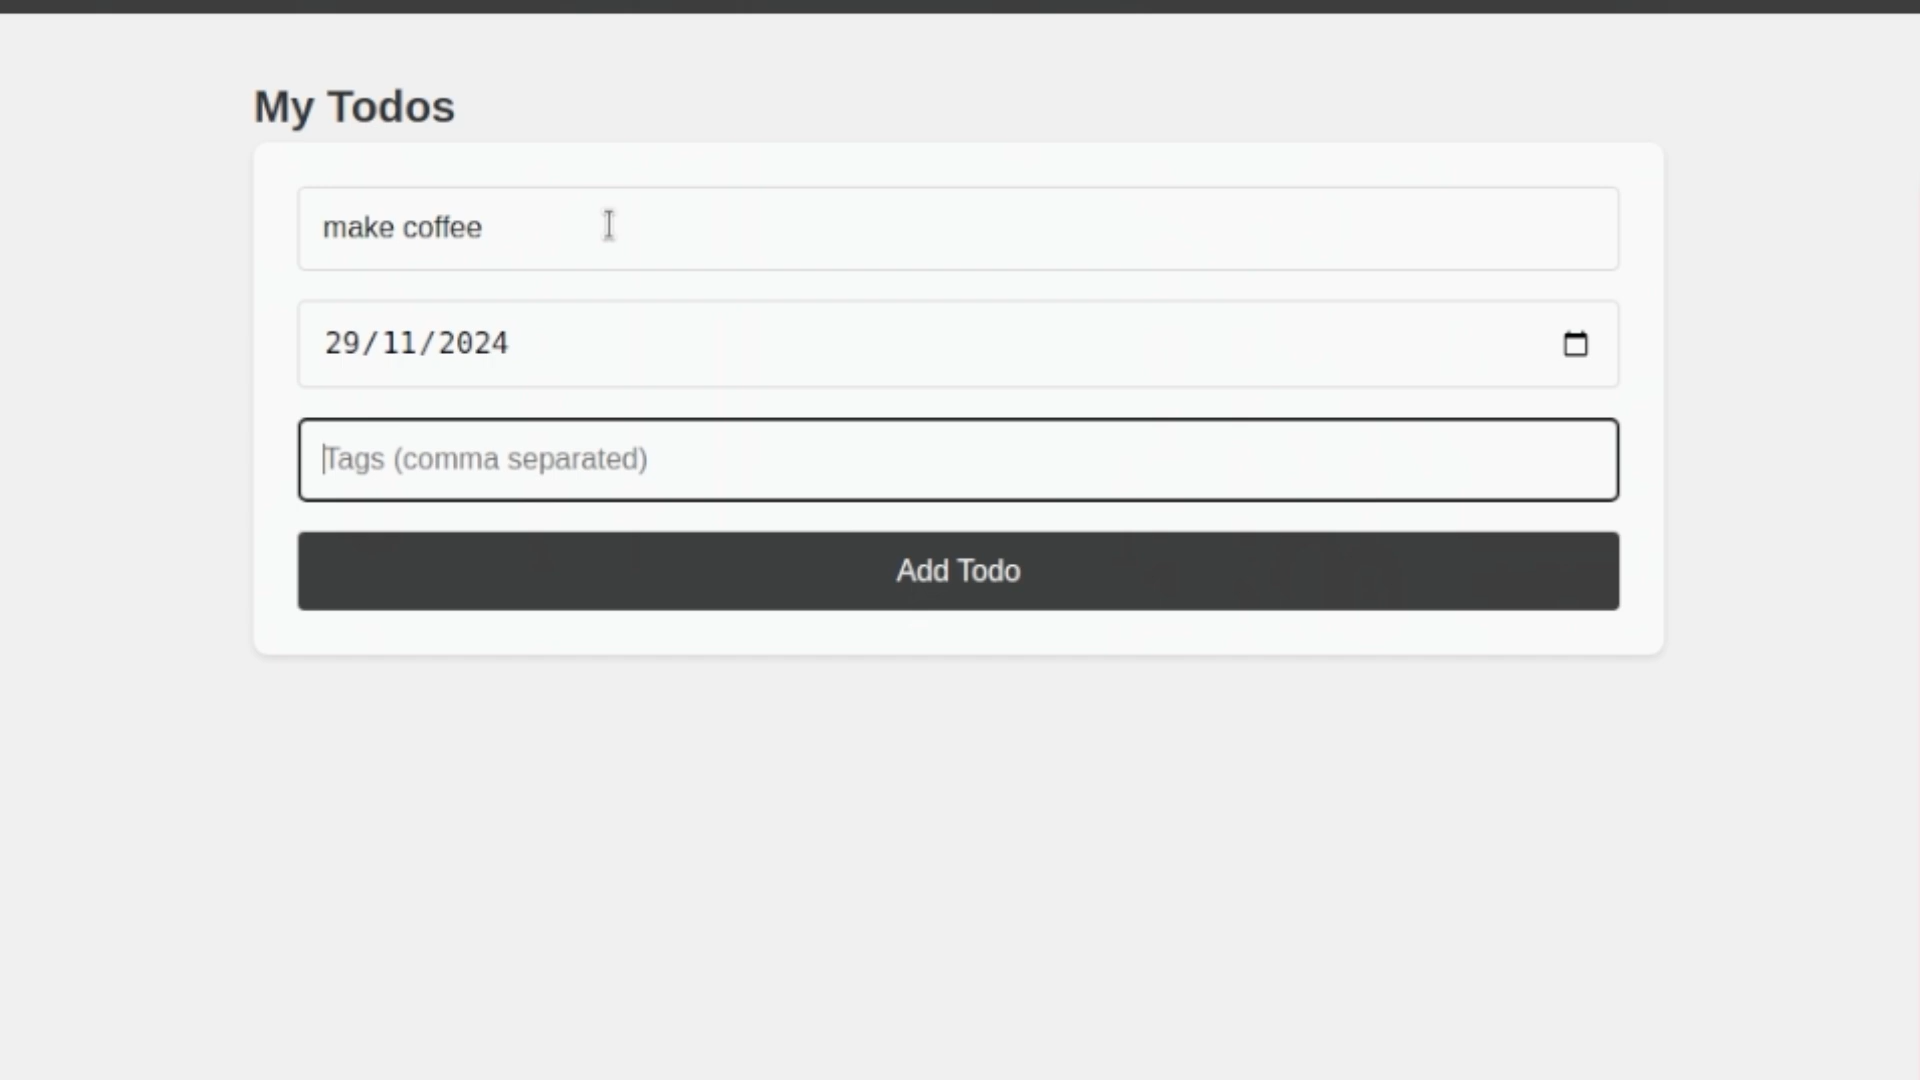 My Todos
make coffee
29/11/2024
Tags (comma separated)
Add Todo